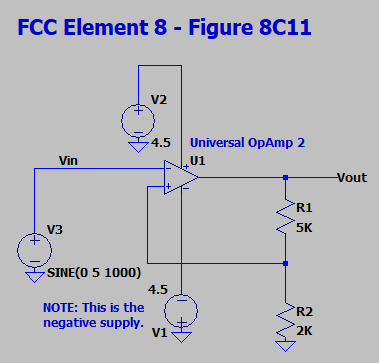 FCC Element 8 - Figure 8C11
V2
4.5
Universal OpAmp 2
U1
Vin
Vout
R1
5K
V3
SINE(0 5 1000)
4.5
NOTE: This is the
negative supply.
V1
R2
2K